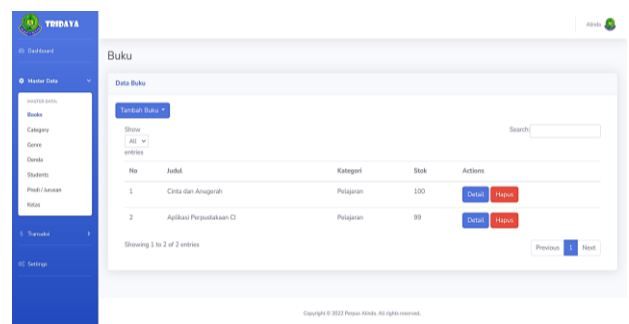 TRIDAYA
Alinda
Dashboard
Buku
Master Data
Data Buku
MASTER DATA:
Books
Category
Genre
Denda
Students
Prodi / Jurusan
Kelas
Transaksi
Settings
Tambah Buku
Show
All
entries
Search:
No Judul Kategori Stok Actions
1 Cinta dan Anugerah Pelajaran 100 Detail Hapus
2 Aplikasi Perpustakaan CI Pelajaran 99 Detail Hapus
Showing 1 to 2 of 2 entries
Previous 1 Next
Copyright © 2022 Perpus Alinda. All rights reserved.